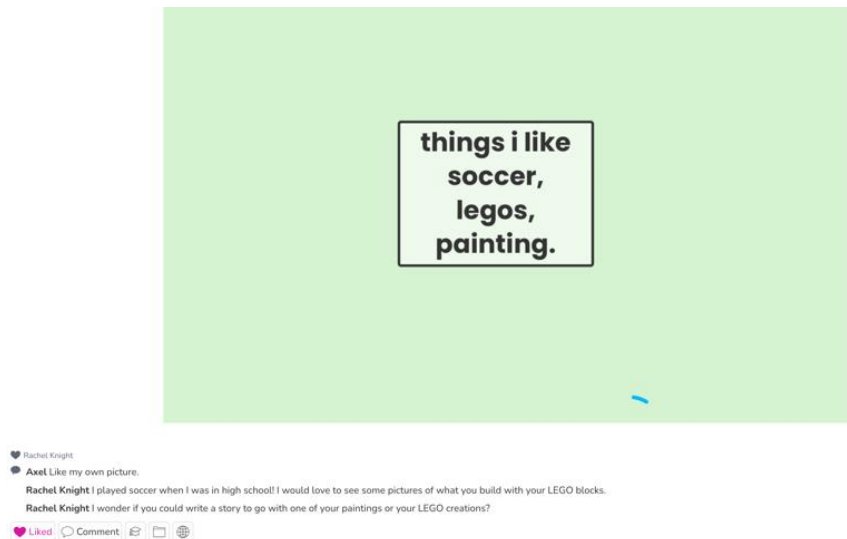 things i like
soccer,
legos,
painting.
Rachel Knight
Axel Like my own picture.
Rachel Knight I played soccer when I was in high school! I would love to see some pictures of what you build with your LEGO blocks.
Rachel Knight I wonder if you could write a story to go with one of your paintings or your LEGO creations?
Liked Comment